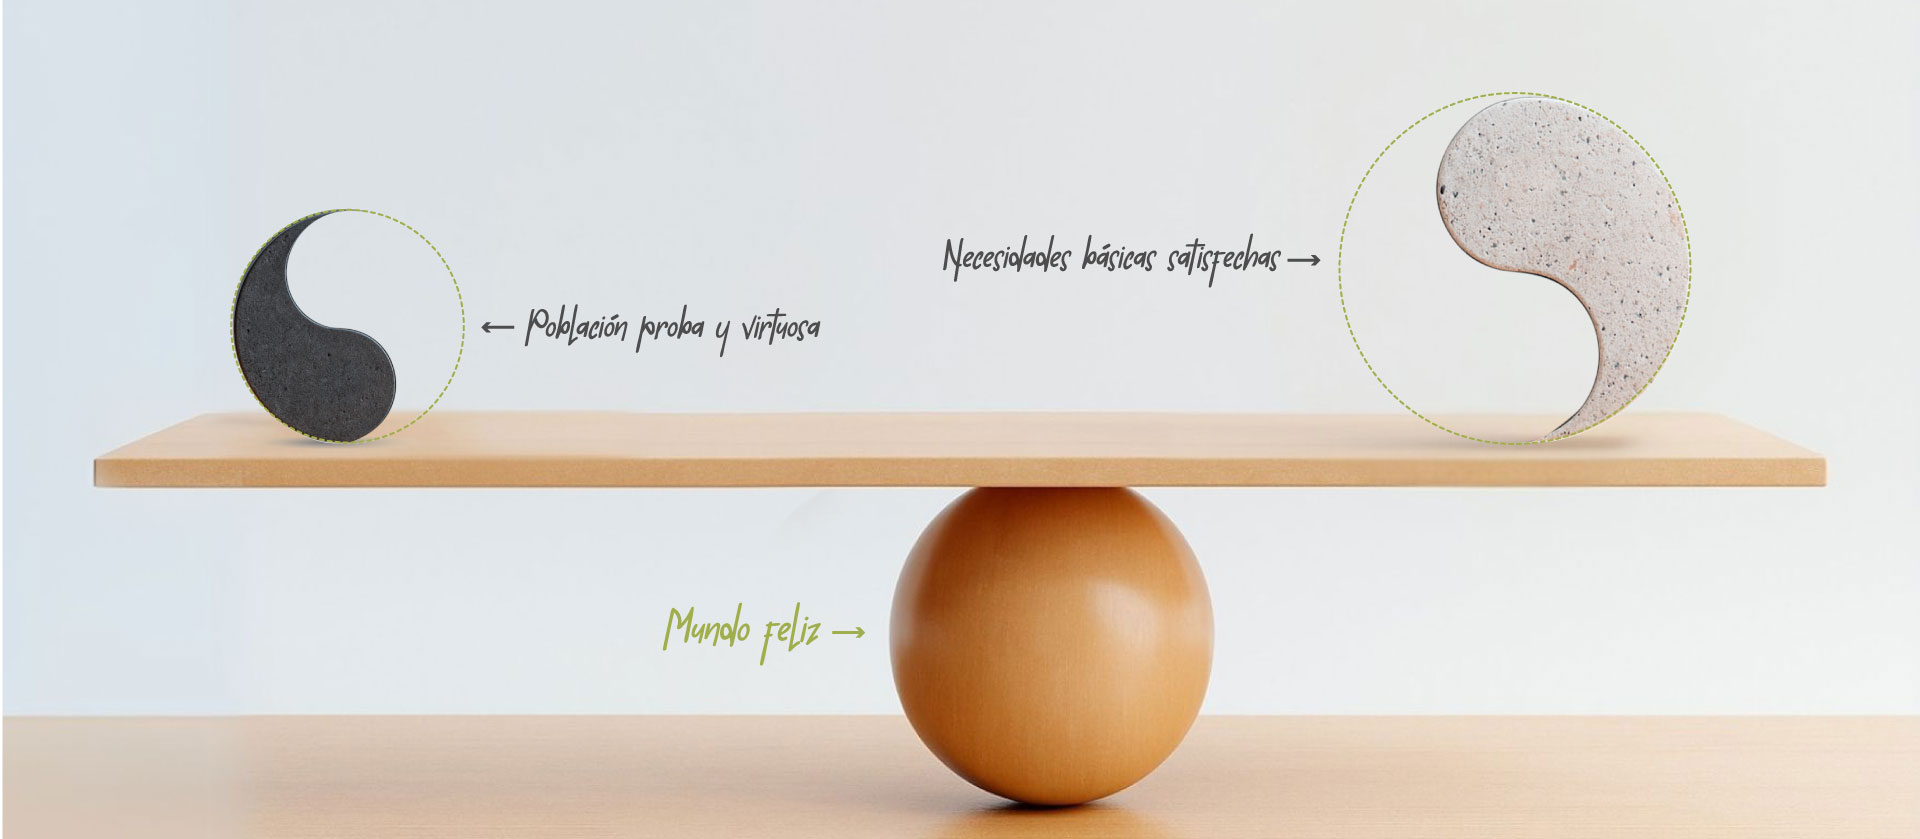 Necesidades básicas satisfechas
Población proba y virtuosa
Mundo feliz